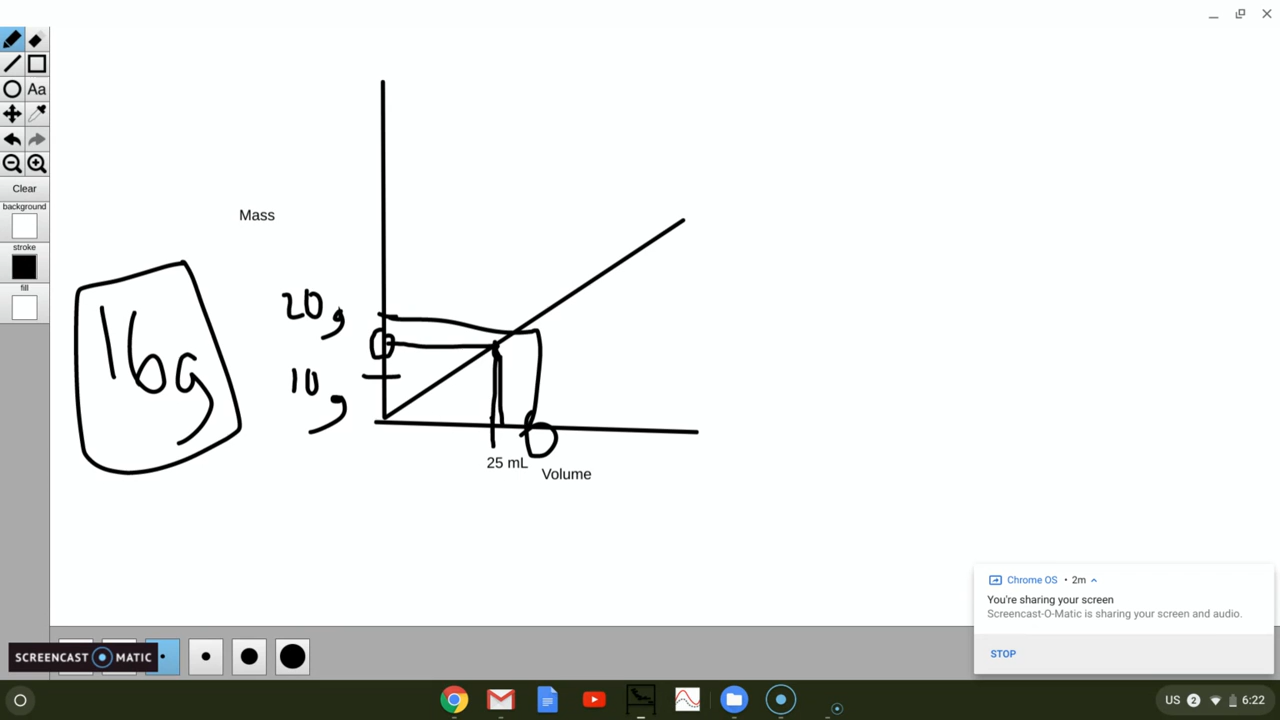 Aa
Clear
background
stroke
fill
Mass
20g
16g
10g
25 mL
Volume
Chrome OS • 2m
You're sharing your screen
Screencast-O-Matic is sharing your screen and audio.
STOP
SCREENCAST MATIC
US 2 6:22